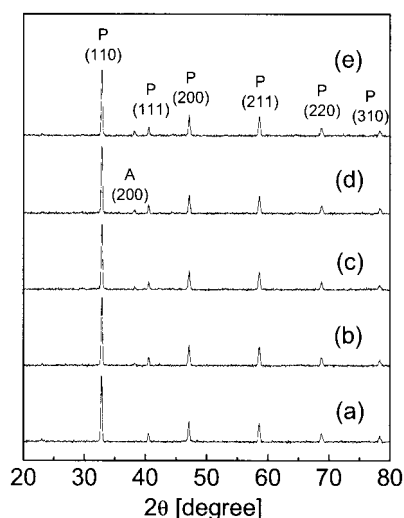 P
(110)
P
(111)
P
(200)
P
(211)
P
(220)
P
(310)
(e)
A
(200)
(d)
(c)
(b)
(a)
20 30 40 50 60 70 80
2θ [degree]